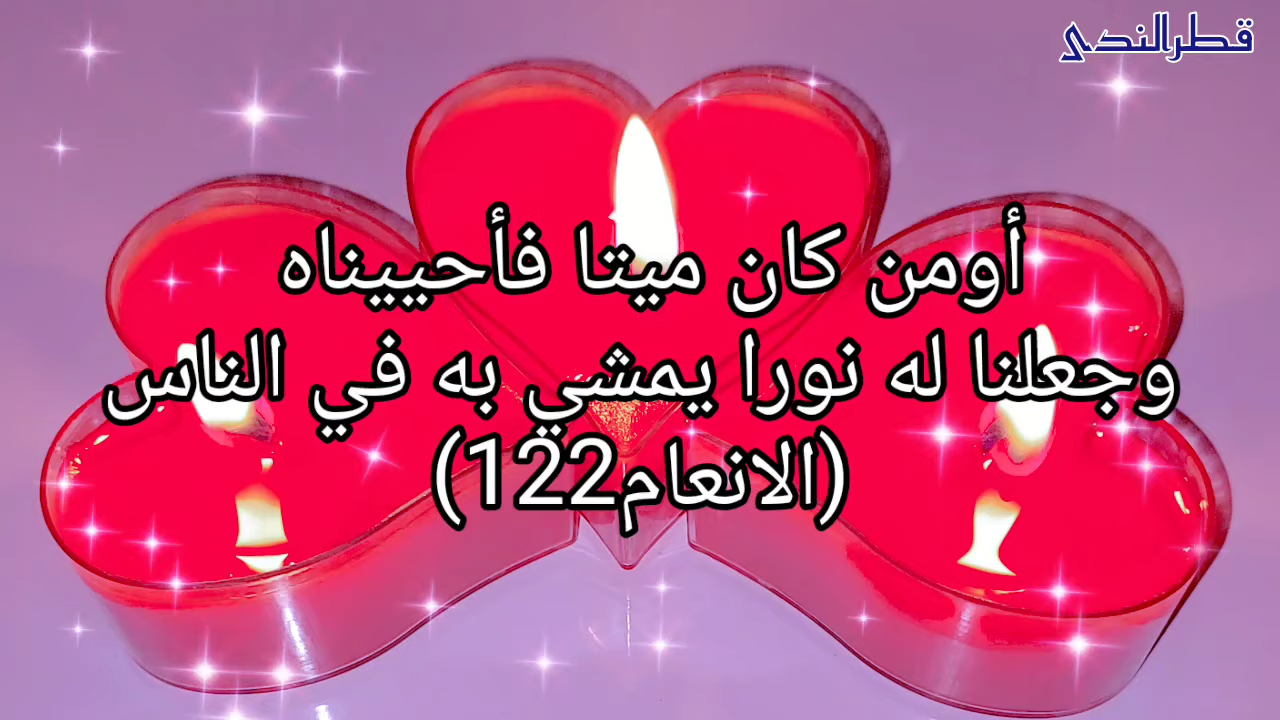 قطرالندى
أومن كان ميتا فأحييناه
وجعلنا له نورا يمشي به في الناس
(الانعام122)